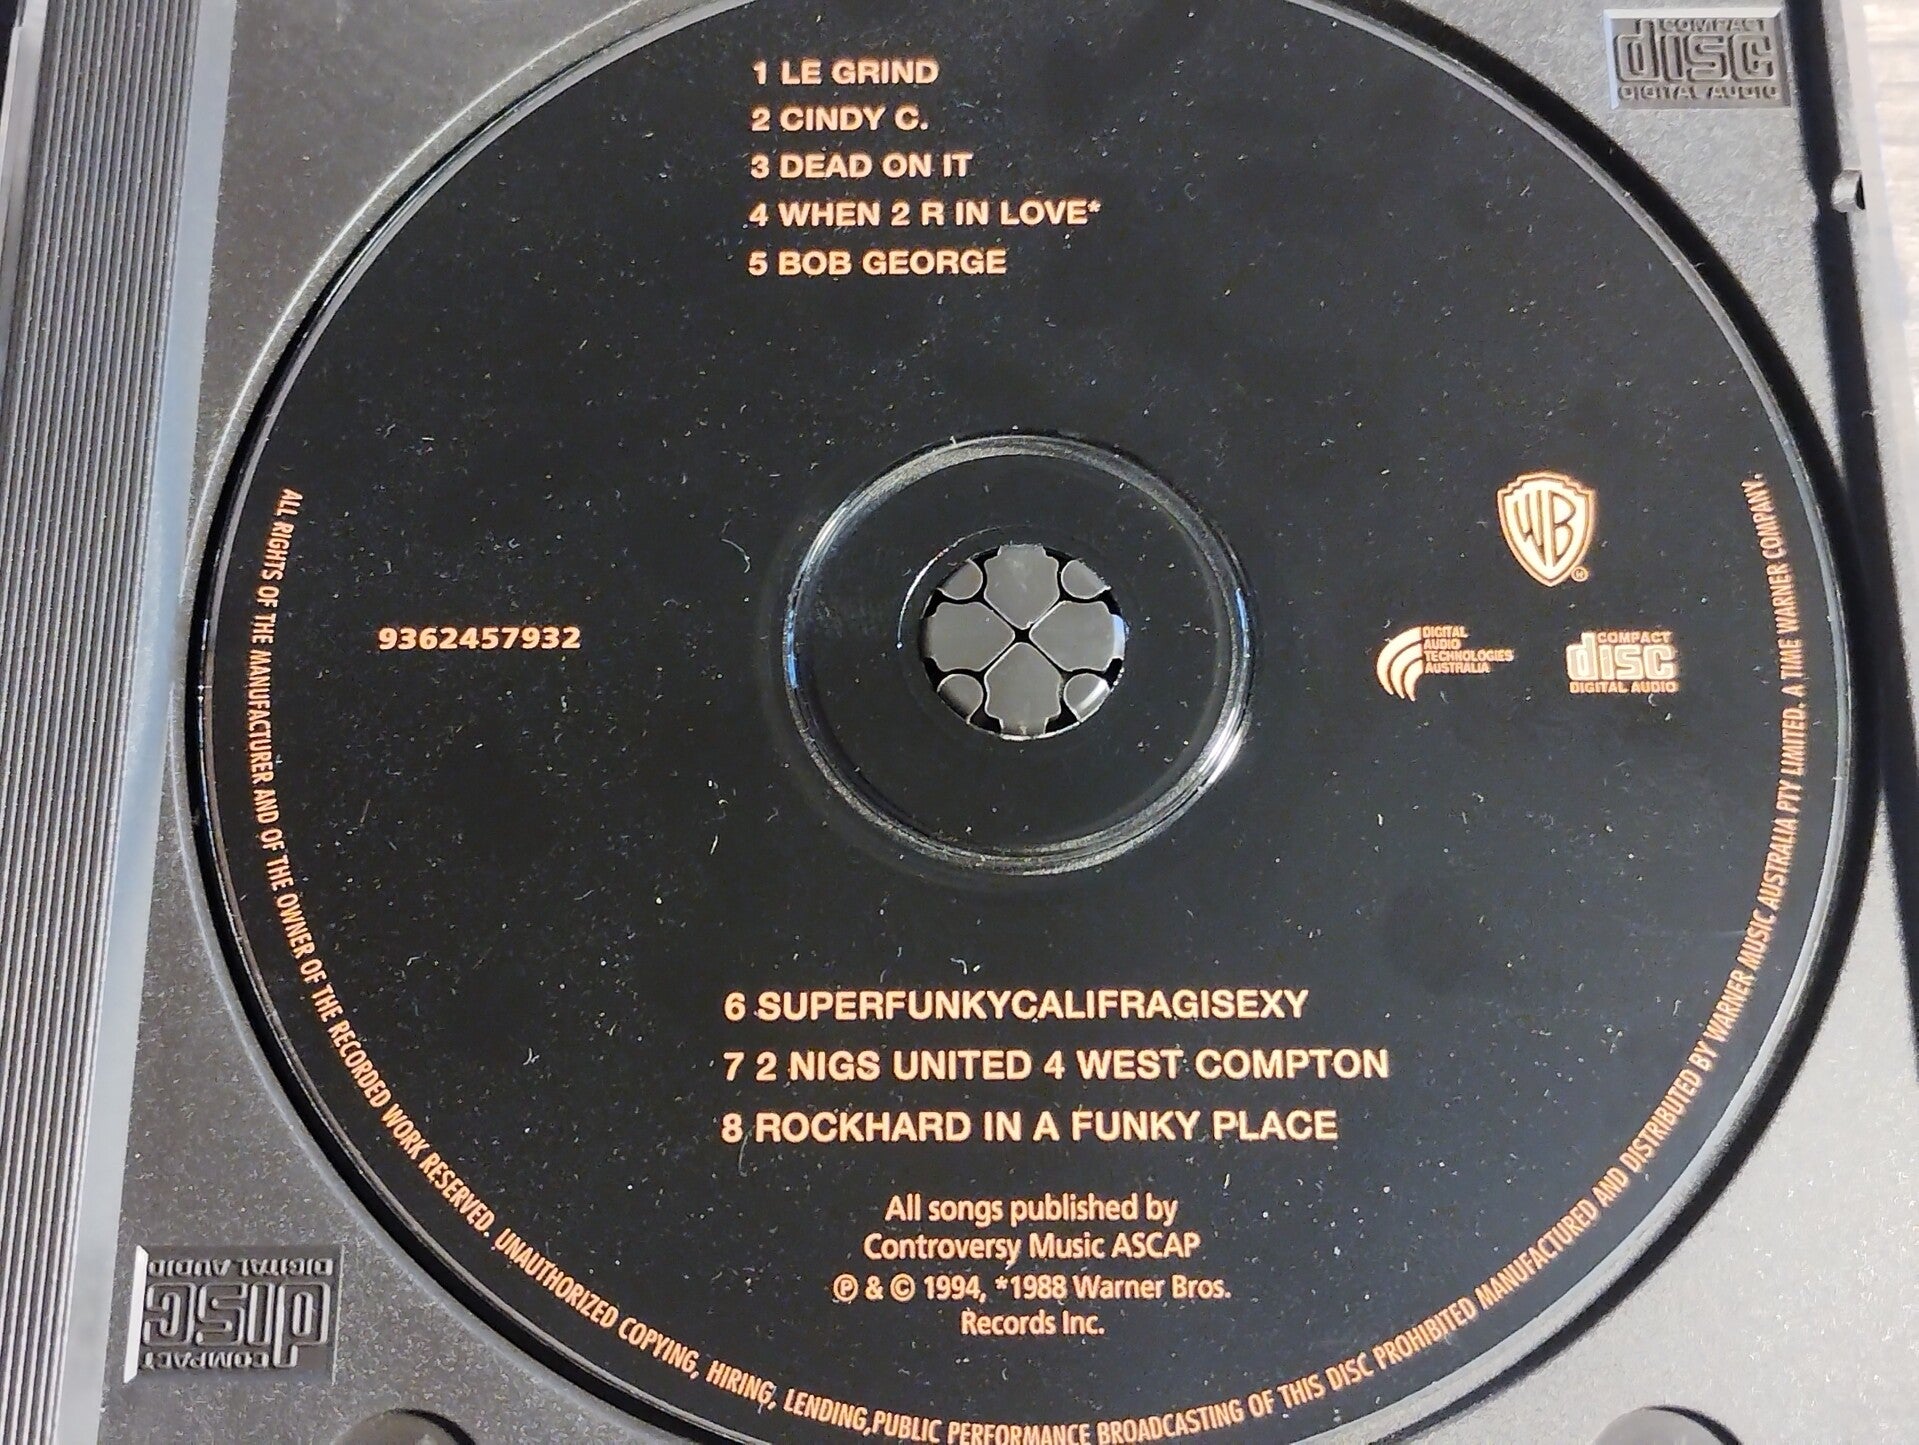 COMPACT
disc
DIGITAL AUDIO
1 LE GRIND
2 CINDY C.
3 DEAD ON IT
4 WHEN 2 R IN LOVE*
5 BOB GEORGE
WB
9362457932
DIGITAL
AUDIO
TECHNOLOGIES
AUSTRALIA
COMPACT
disc
DIGITAL AUDIO
6 SUPERFUNKYCALIFRAGISEXY
7 2 NIGS UNITED 4 WEST COMPTON
8 ROCKHARD IN A FUNKY PLACE
All songs published by
Controversy Music ASCAP
℗ & © 1994, *1988 Warner Bros.
Records Inc.
ALL RIGHTS OF THE MANUFACTURER AND OF THE OWNER OF THE RECORDED WORK RESERVED. UNAUTHORIZED COPYING, HIRING, LENDING,PUBLIC PERFORMANCE BROADCASTING OF THIS DISC PROHIBITED MANUFACTURED AND DISTRIBUTED BY WARNER MUSIC AUSTRALIA PTY LIMITED. A TIME WARNER COMPANY.
COMPACT
disc
DIGITAL AUDIO